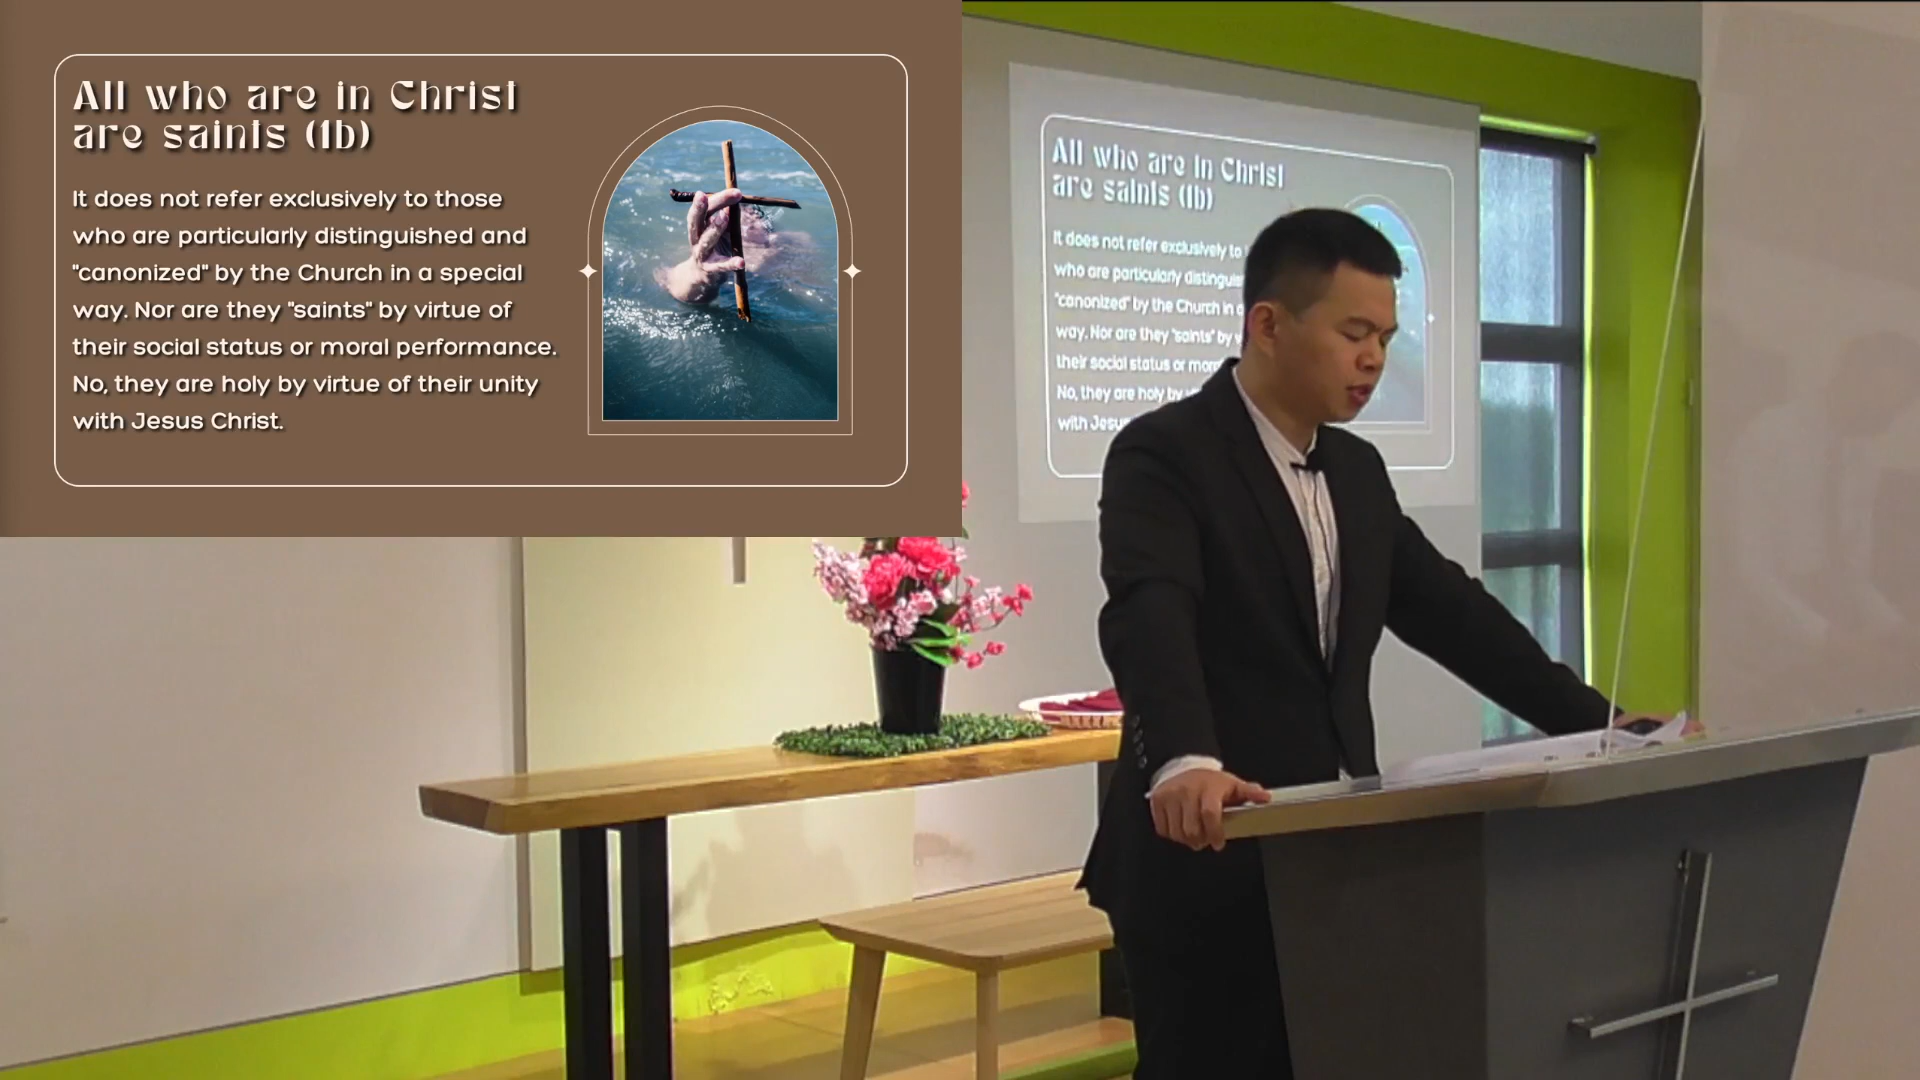 All who are in Christ
are saints (1b)
It does not refer exclusively to those
who are particularly distinguished and
"canonized" by the Church in a special
way. Nor are they "saints" by virtue of
their social status or moral performance.
No, they are holy by virtue of their unity
with Jesus Christ.
All who are in Christ
are saints (1b)
It does not refer exclusively to
who are particularly
"canonized" by the Church in a
way. Nor are they "saints" by
their social status or
No, they are holy by
with